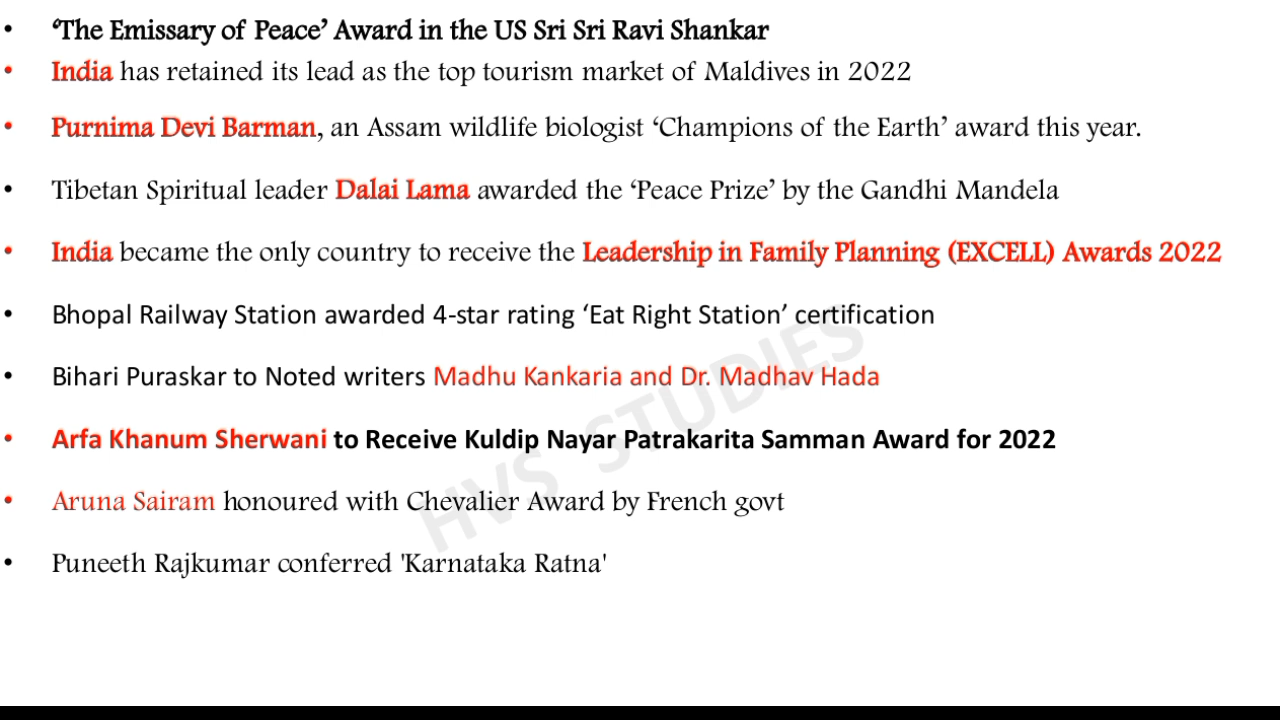 • ‘The Emissary of Peace’ Award in the US Sri Sri Ravi Shankar
• India has retained its lead as the top tourism market of Maldives in 2022
• Purnima Devi Barman, an Assam wildlife biologist ‘Champions of the Earth’ award this year.
• Tibetan Spiritual leader Dalai Lama awarded the ‘Peace Prize’ by the Gandhi Mandela
• India became the only country to receive the Leadership in Family Planning (EXCELL) Awards 2022
• Bhopal Railway Station awarded 4-star rating ‘Eat Right Station’ certification
• Bihari Puraskar to Noted writers Madhu Kankaria and Dr. Madhav Hada
• Arfa Khanum Sherwani to Receive Kuldip Nayar Patrakarita Samman Award for 2022
• Aruna Sairam honoured with Chevalier Award by French govt
• Puneeth Rajkumar conferred 'Karnataka Ratna'
HVS STUDIES